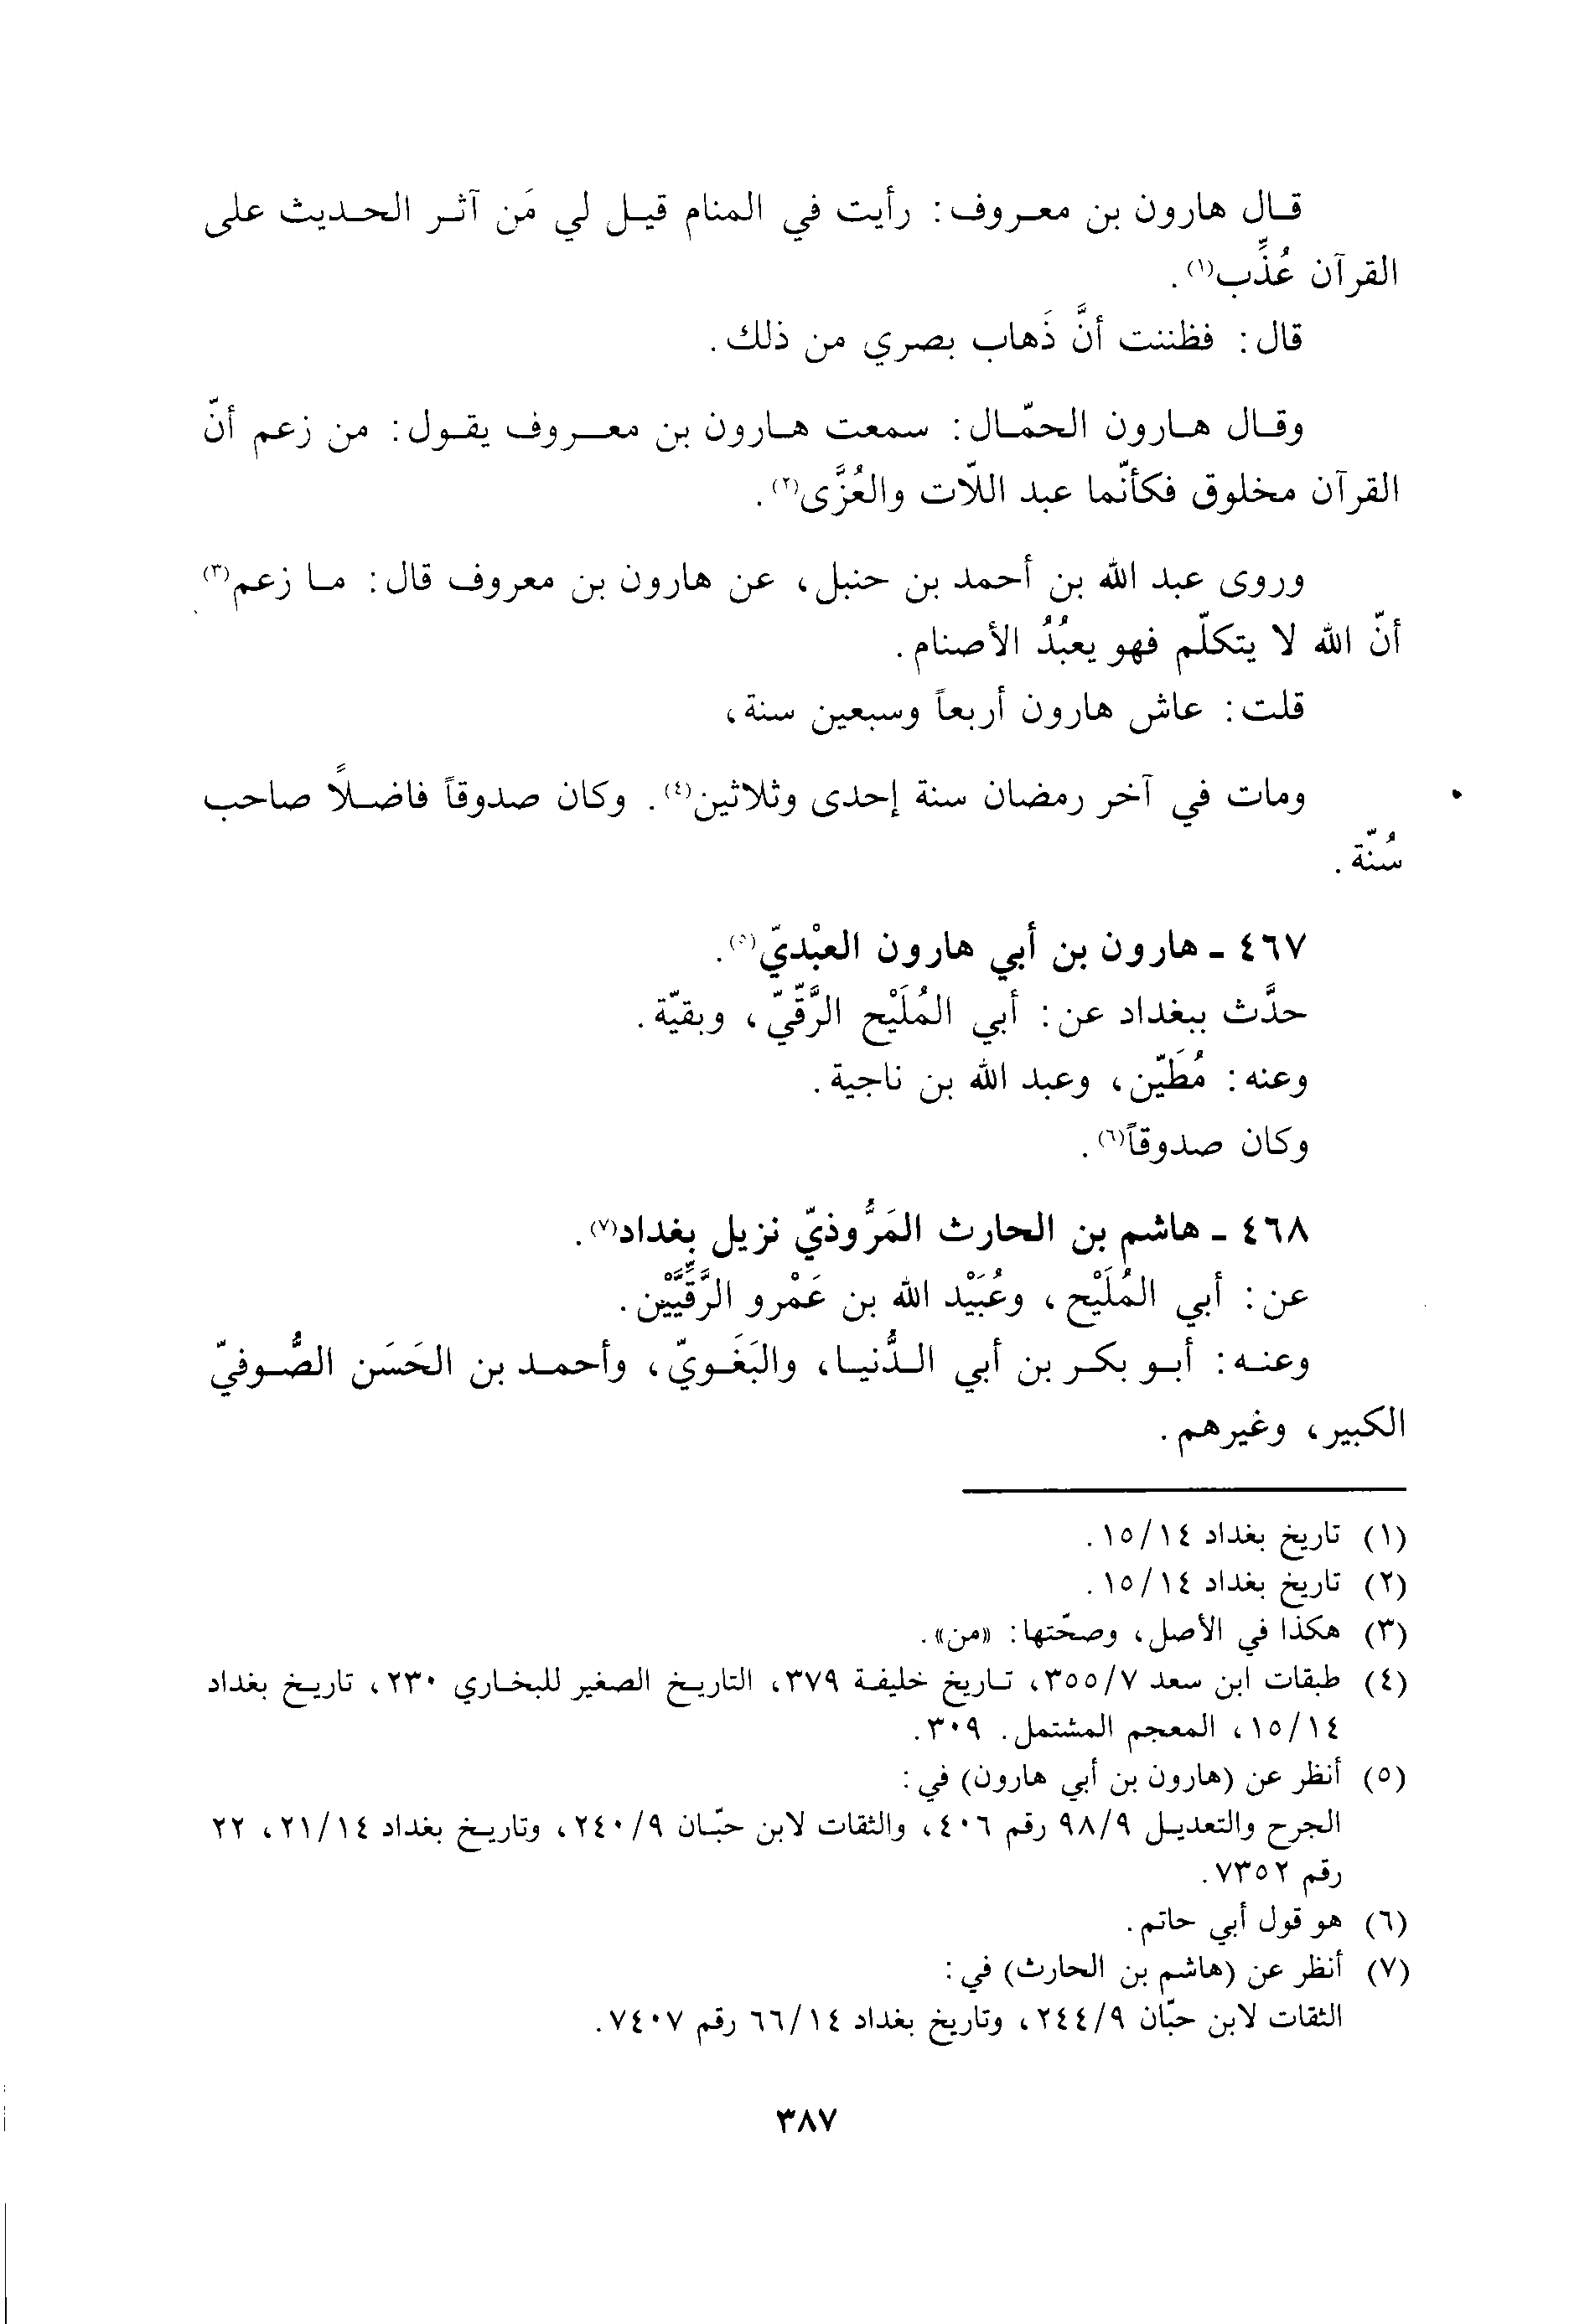 قال هارون بن معروف: رأيت في المنام قيل لي مَن آثر الحديث على
القرآن عُذِّب(١).
قال: فظننت أنَّ ذَهاب بصري من ذلك.
وقال هارون الحمّال: سمعت هارون بن معروف يقول: من زعم أنّ
القرآن مخلوق فكأنّما عبد اللّات والعُزَّى(٢).
وروى عبد الله بن أحمد بن حنبل، عن هارون بن معروف قال: ما زعم(٣)
أنّ الله لا يتكلّم فهو يعبُدُ الأصنام.
قلت: عاش هارون أربعاً وسبعين سنة،
ومات في آخر رمضان سنة إحدى وثلاثين(٤). وكان صدوقاً فاضلًا صاحب
سُنّة.
٤٦٧ - هارون بن أبي هارون العبْديّ(٥).
حدَّث ببغداد عن: أبي المُلَيْح الرَّقّيّ، وبقيّة.
وعنه: مُطَيّن، وعبد الله بن ناجية.
وكان صدوقاً(٦).
٤٦٨ - هاشم بن الحارث المَرُّوذيّ نزيل بغداد(٧).
عن: أبي المُلَيْح، وعُبَيْد الله بن عَمْرو الرَّقِّيَّيْن.
وعنه: أبو بكر بن أبي الدُّنيا، والبَغَويّ، وأحمد بن الحَسَن الصُّوفيّ
الكبير، وغيرهم.
(١) تاريخ بغداد ١٥/١٤.
(٢) تاريخ بغداد ١٥/١٤.
(٣) هكذا في الأصل، وصحّتها: «من».
(٤) طبقات ابن سعد ٣٥٥/٧، تاريخ خليفة ٣٧٩، التاريخ الصغير للبخاري ٢٣٠، تاريخ بغداد
١٥/١٤، المعجم المشتمل. ٣٠٩.
(٥) أنظر عن (هارون بن أبي هارون) في:
الجرح والتعديل ٩٨/٩ رقم ٤٠٦، والثقات لابن حبّان ٢٤٠/٩، وتاريخ بغداد ٢١/١٤، ٢٢
رقم ٧٣٥٢.
(٦) هو قول أبي حاتم.
(٧) أنظر عن (هاشم بن الحارث) في:
الثقات لابن حبّان ٢٤٤/٩، وتاريخ بغداد ٦٦/١٤ رقم ٧٤٠٧.
٣٨٧